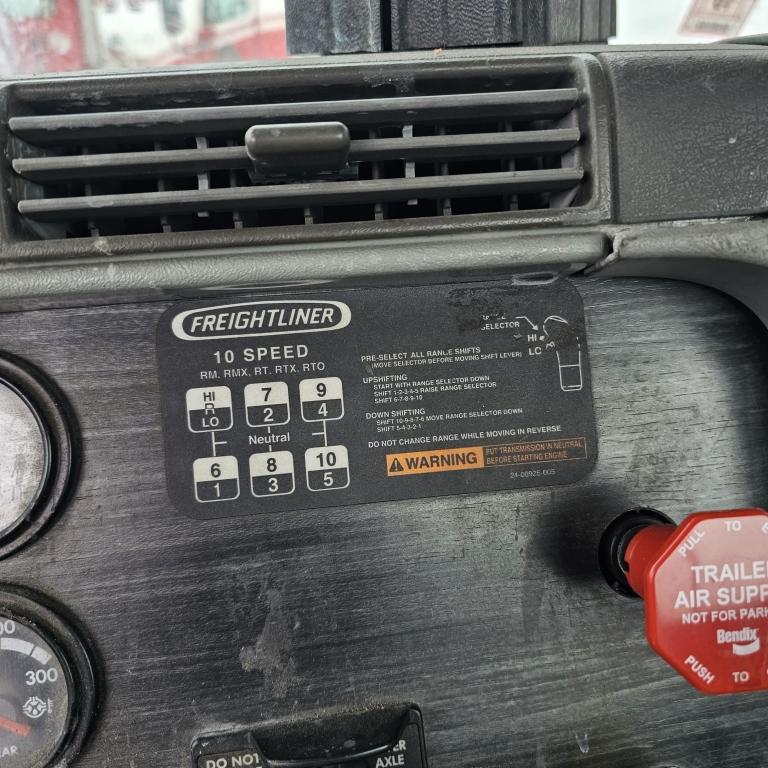 FREIGHTLINER
10 SPEED
RM, RMX, RT, RTX, RTO
HI
R
LO
7
2
9
4
Neutral
6
1
8
3
10
5
SELECTOR
HI
LO
PRE-SELECT ALL RANGE SHIFTS
(MOVE SELECTOR BEFORE MOVING SHIFT LEVER)
UPSHIFTING
START WITH RANGE SELECTOR DOWN
SHIFT 1-2-3-4-5 RAISE RANGE SELECTOR
SHIFT 6-7-8-9-10
DOWN SHIFTING
SHIFT 10-9-8-7-6 MOVE RANGE SELECTOR DOWN
SHIFT 5-4-3-2-1
DO NOT CHANGE RANGE WHILE MOVING IN REVERSE
WARNING
PUT TRANSMISSION IN NEUTRAL
BEFORE STARTING ENGINE
24-00925-005
PULL TO
TRAILER
AIR SUPP
NOT FOR PARK
Bendix
PUSH TO
300
DO NOT
AXLE